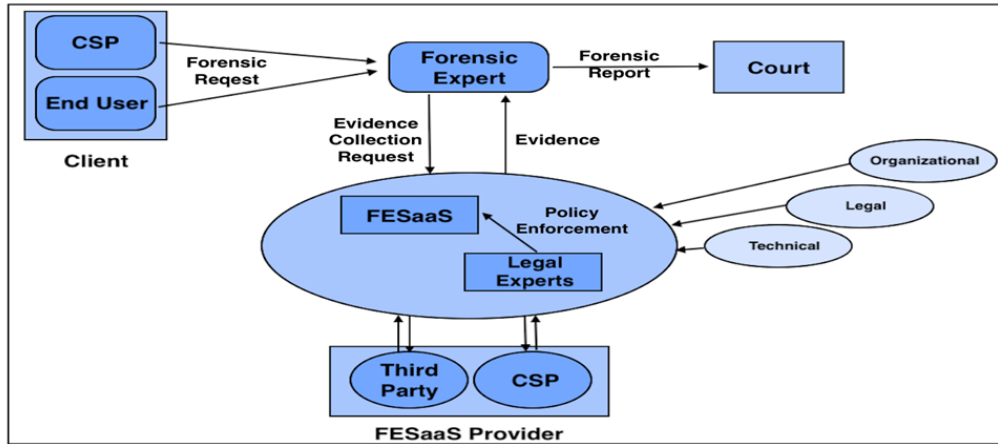 CSP
End User
Client
Forensic
Reqest
Forensic
Expert
Forensic
Report
Court
Evidence
Collection
Request
Evidence
Organizational
Legal
Technical
FESaaS
Policy
Enforcement
Legal
Experts
Third
Party
CSP
FESaaS Provider